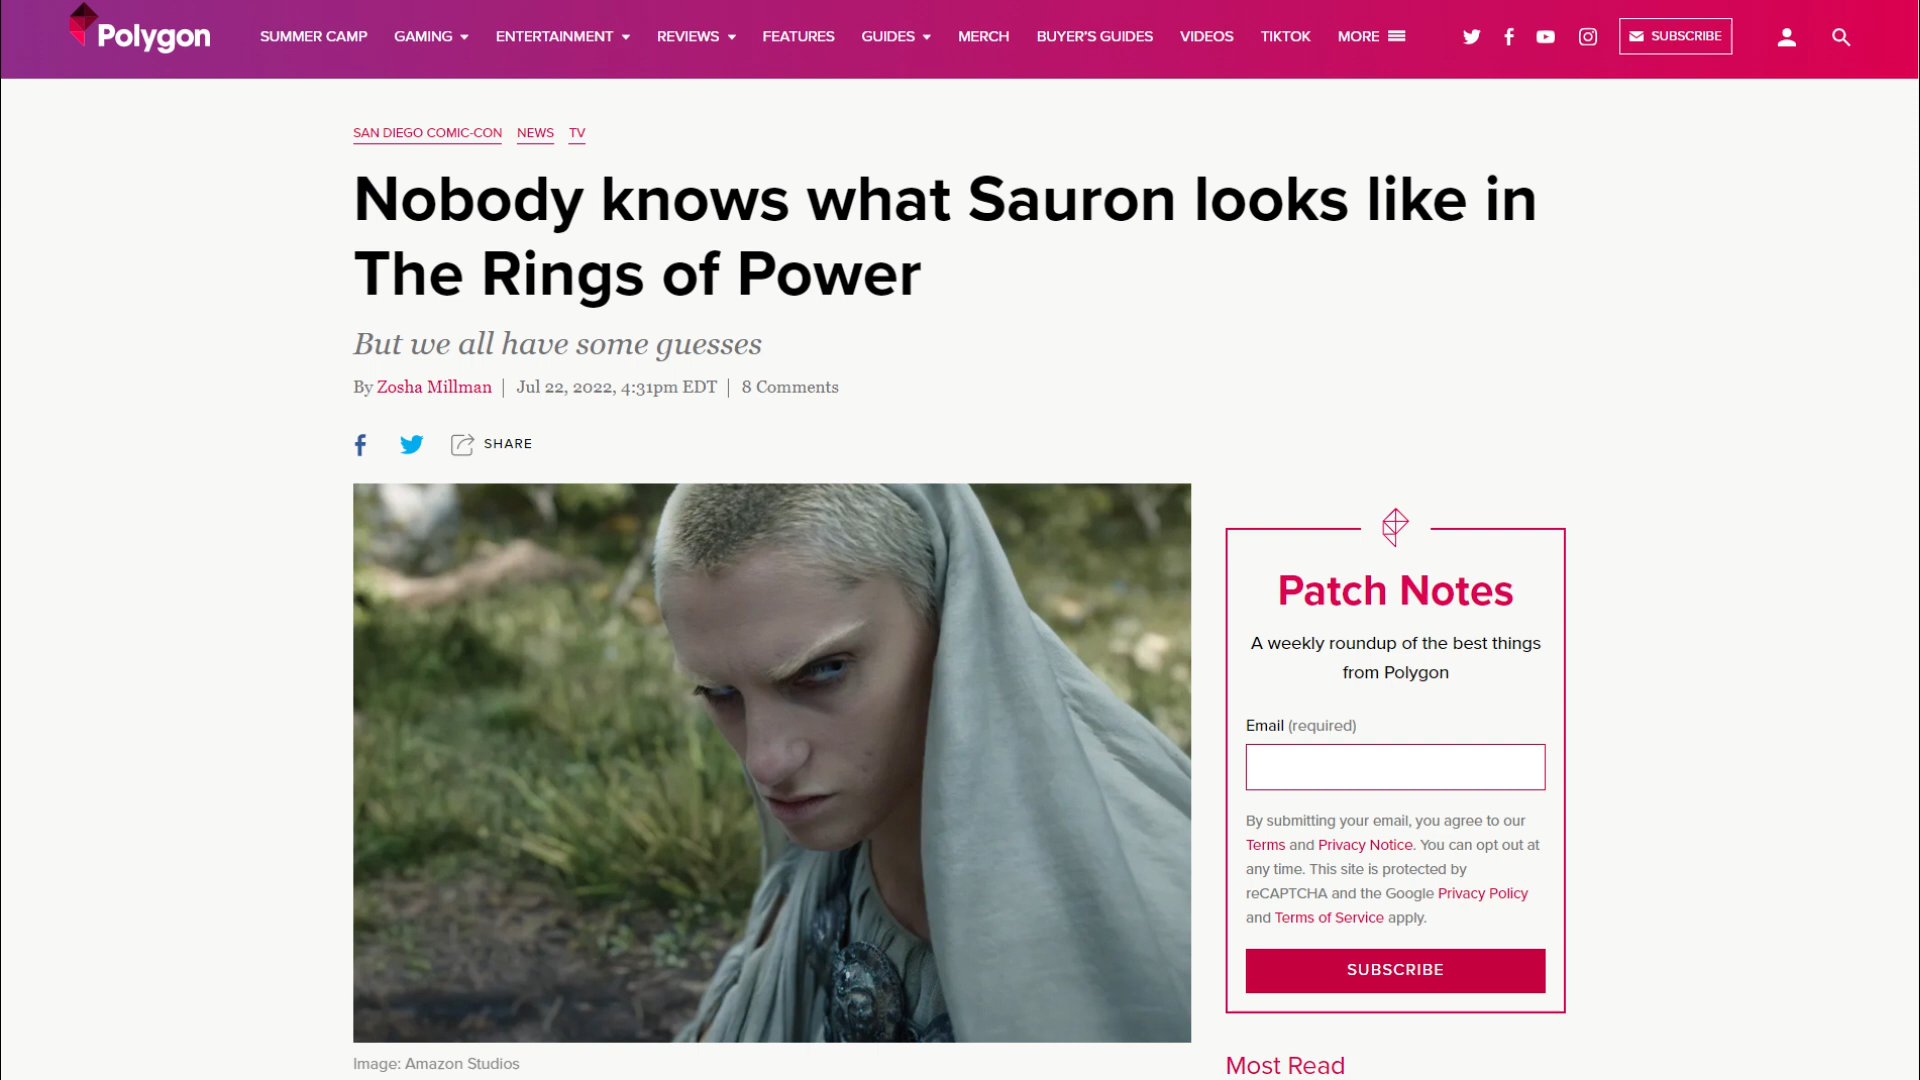 Polygon
SUMMER CAMP
GAMING
ENTERTAINMENT
REVIEWS
FEATURES
GUIDES
MERCH
BUYER'S GUIDES
VIDEOS
TIKTOK
MORE
SUBSCRIBE
SAN DIEGO COMIC-CON NEWS TV
Nobody knows what Sauron looks like in
The Rings of Power
But we all have some guesses
By Zosha Millman | Jul 22, 2022, 4:31pm EDT | 8 Comments
SHARE
Image: Amazon Studios
Patch Notes
A weekly roundup of the best things
from Polygon
Email (required)
By submitting your email, you agree to our
Terms and Privacy Notice. You can opt out at
any time. This site is protected by
reCAPTCHA and the Google Privacy Policy
and Terms of Service apply.
SUBSCRIBE
Most Read